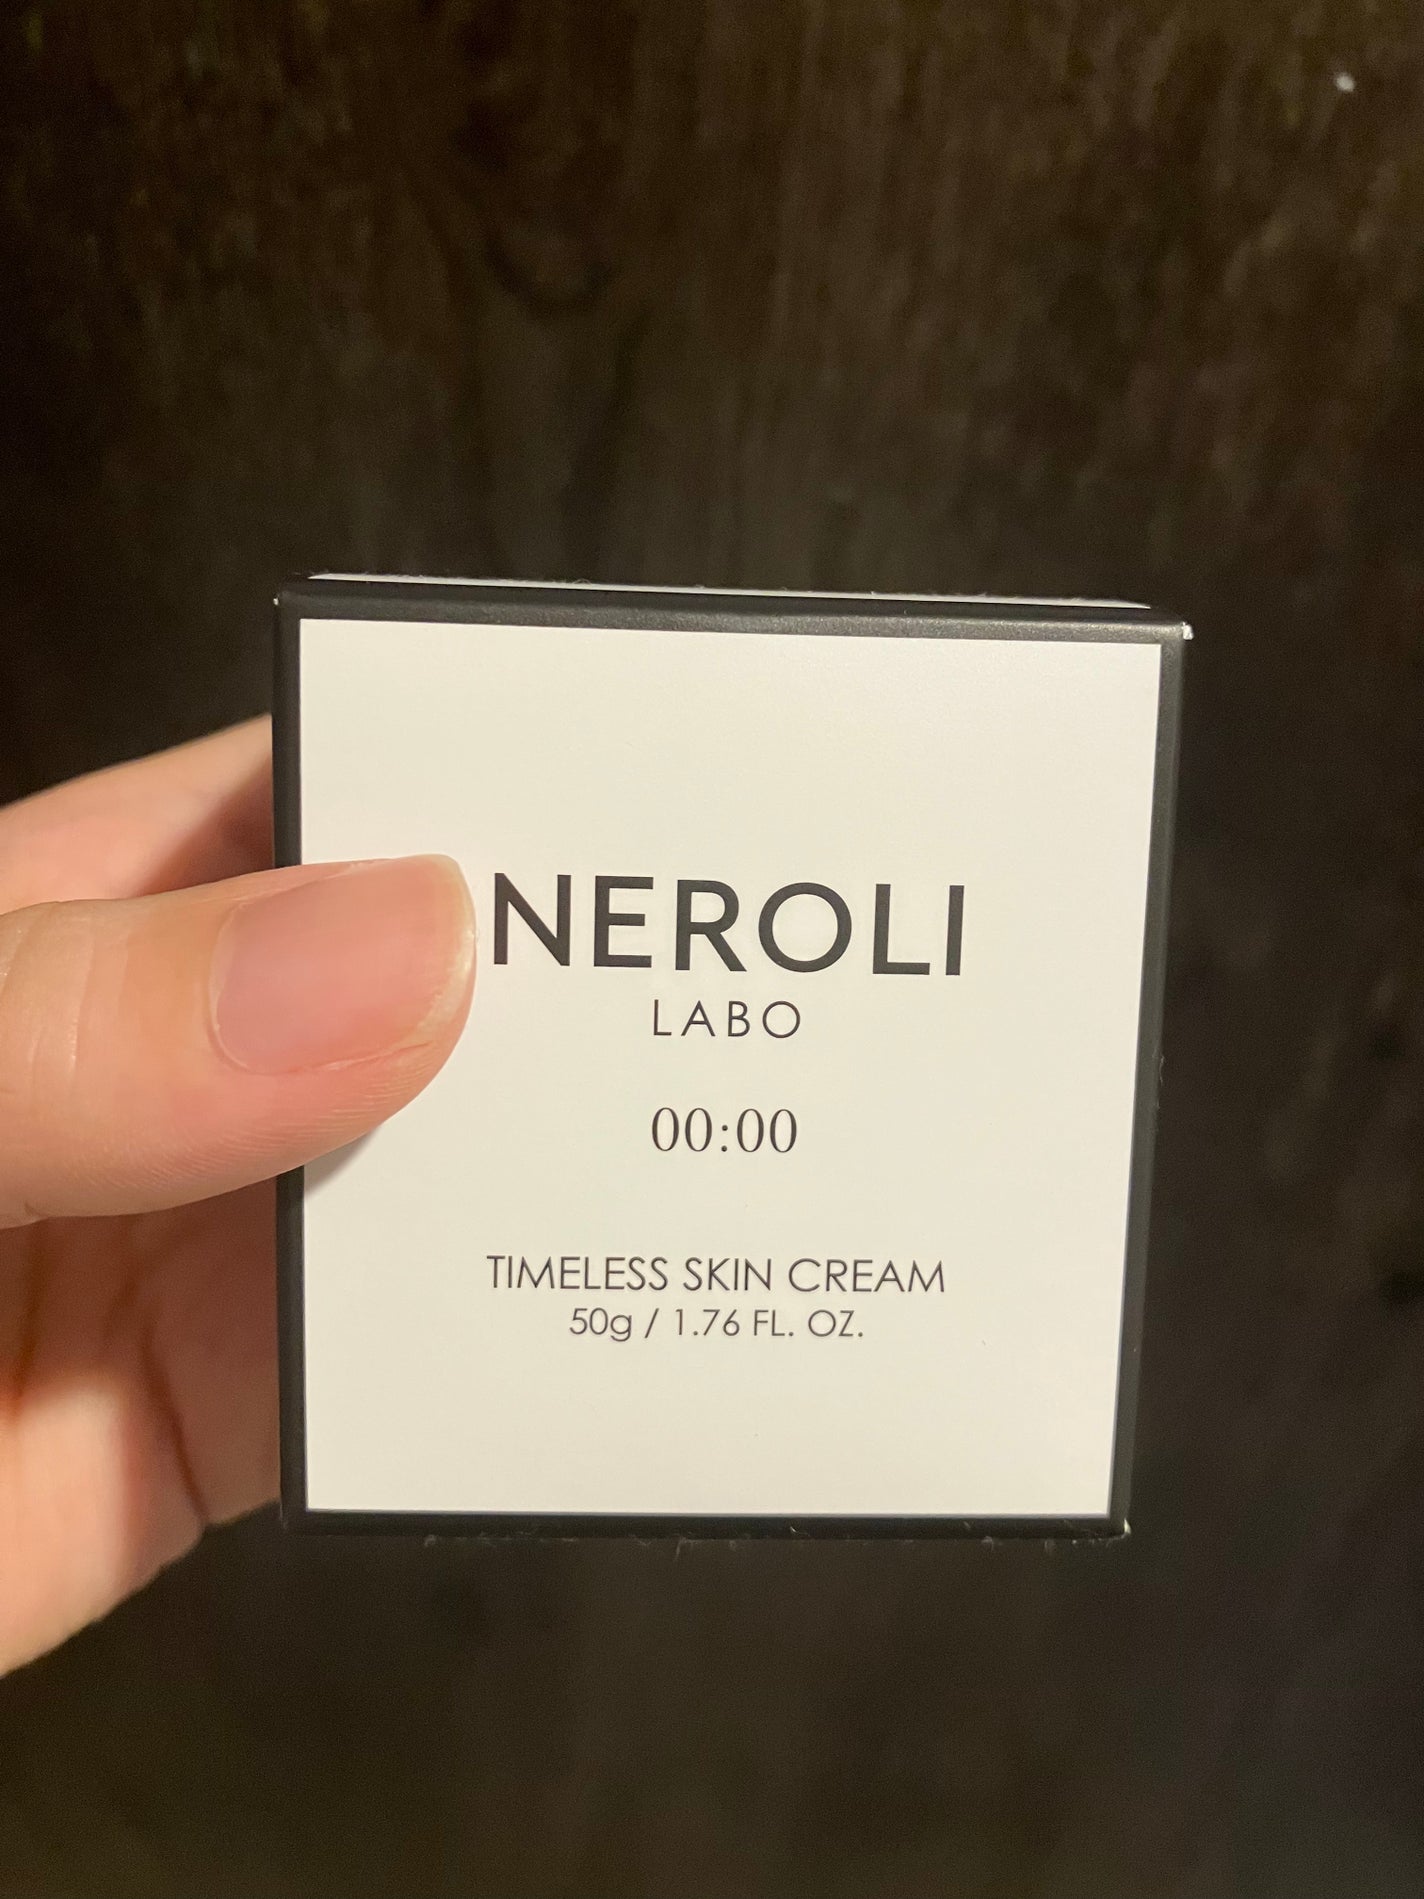 NEROLI
LABO
00:00
TIMELESS SKIN CREAM
50g / 1.76 FL. OZ.